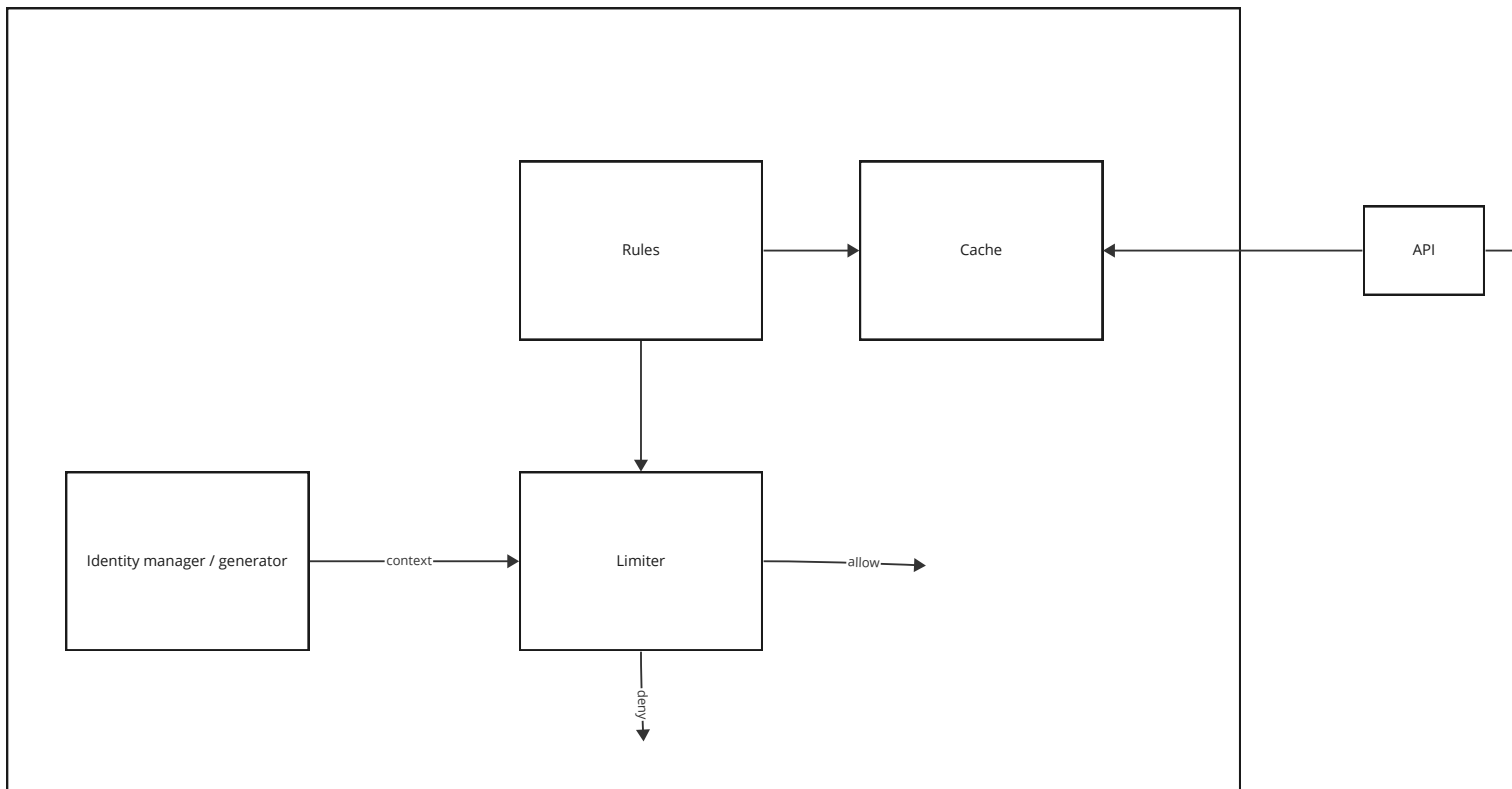 Rules
Cache
API
Identity manager / generator
context
Limiter
allow
deny